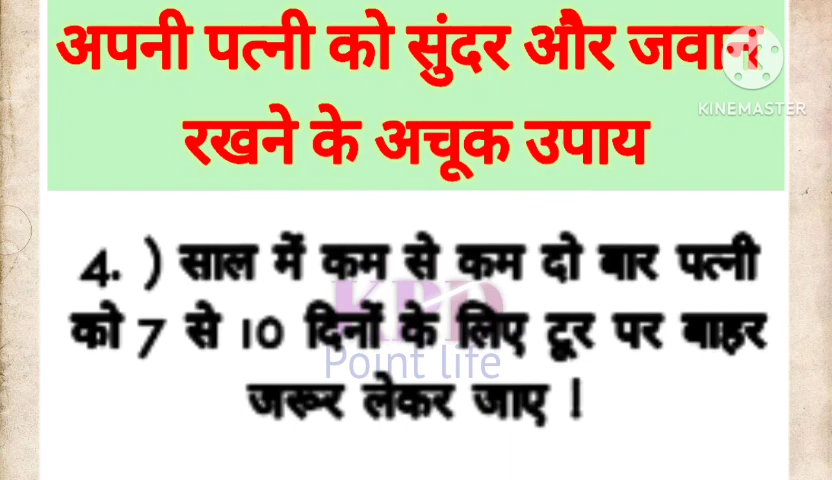 अपनी पत्नी को सुंदर और जवान
रखने के अचूक उपाय
KINEMASTER
4. ) साल में कम से कम दो बार पत्नी
को 7 से 10 दिनों के लिए टूर पर बाहर
जरूर लेकर जाए !
KPD
Point life